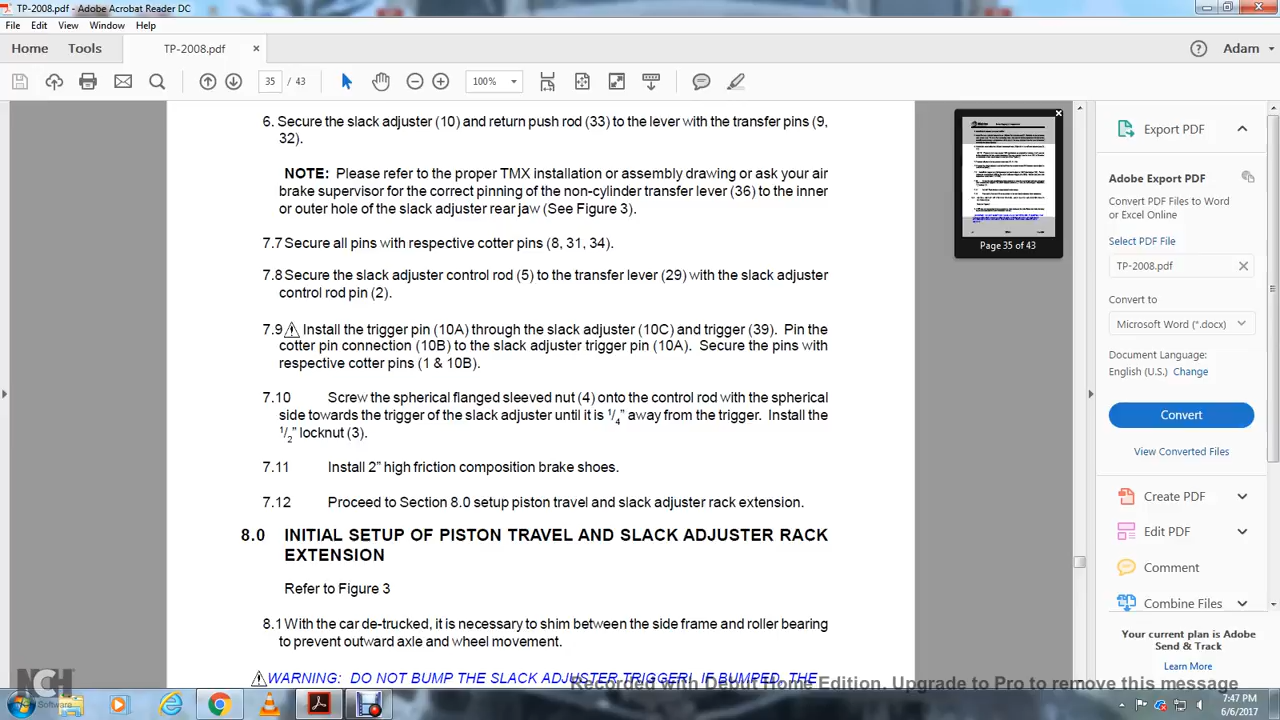 TP-2008.pdf - Adobe Acrobat Reader DC
File Edit View Window Help
Home Tools TP-2008.pdf × ? Adam
35 / 43 100%
6. Secure the slack adjuster (10) and return push rod (33) to the lever with the transfer pins (9,
32).
NOTE: Please refer to the proper TMX installation or assembly drawing or ask your air
brake supervisor for the correct pinning of the non-cylinder transfer lever (36) to the inner
or outer hole of the slack adjuster rear jaw (See Figure 3).
7.7 Secure all pins with respective cotter pins (8, 31, 34).
7.8 Secure the slack adjuster control rod (5) to the transfer lever (29) with the slack adjuster
control rod pin (2).
7.9 ⚠ Install the trigger pin (10A) through the slack adjuster (10C) and trigger (39). Pin the
cotter pin connection (10B) to the slack adjuster trigger pin (10A). Secure the pins with
respective cotter pins (1 & 10B).
7.10 Screw the spherical flanged sleeved nut (4) onto the control rod with the spherical
side towards the trigger of the slack adjuster until it is 1/4" away from the trigger. Install the
1/2" locknut (3).
7.11 Install 2" high friction composition brake shoes.
7.12 Proceed to Section 8.0 setup piston travel and slack adjuster rack extension.
8.0 INITIAL SETUP OF PISTON TRAVEL AND SLACK ADJUSTER RACK
EXTENSION
Refer to Figure 3
8.1 With the car de-trucked, it is necessary to shim between the side frame and roller bearing
to prevent outward axle and wheel movement.
⚠WARNING: DO NOT BUMP THE SLACK ADJUSTER TRIGGER! IF BUMPED, THE
Page 35 of 43
Export PDF
Adobe Export PDF
Convert PDF Files to Word
or Excel Online
Select PDF File
TP-2008.pdf
Convert to
Microsoft Word (*.docx)
Document Language:
English (U.S.) Change
Convert
View Converted Files
Create PDF
Edit PDF
Comment
Combine Files
Your current plan is Adobe
Send & Track
Learn More
NCH
Software
Recorded with Debut Home Edition. Upgrade to Pro to remove this message
7:47 PM
6/6/2017